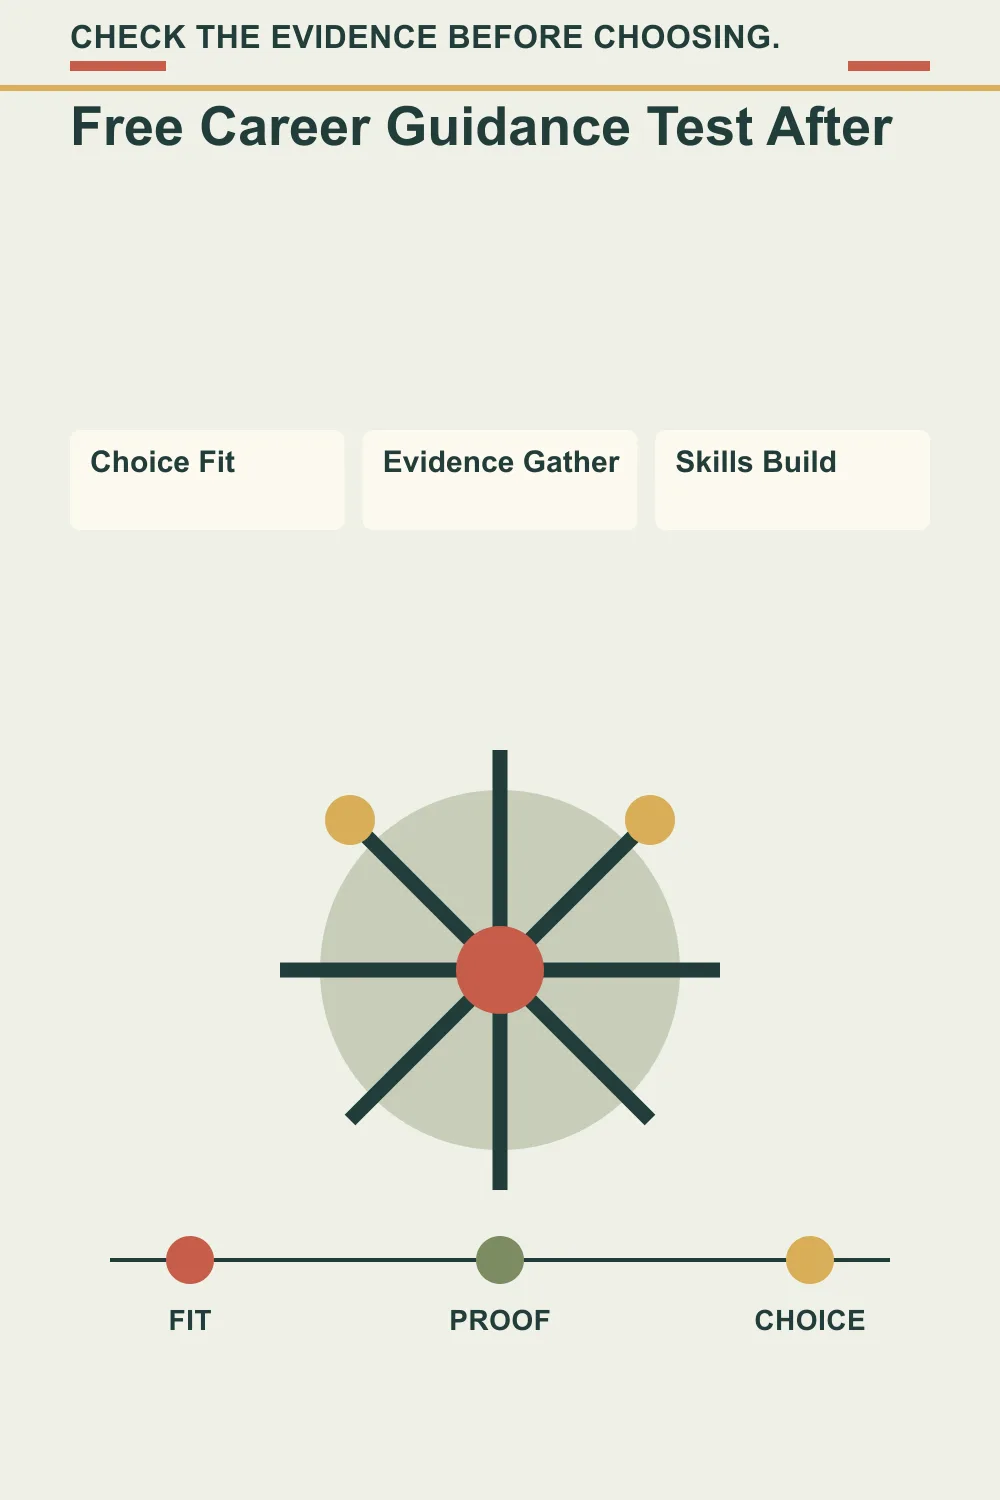 CHECK THE EVIDENCE BEFORE CHOOSING.
Free Career Guidance Test After
Choice Fit
Evidence Gather
Skills Build
FIT
PROOF
CHOICE